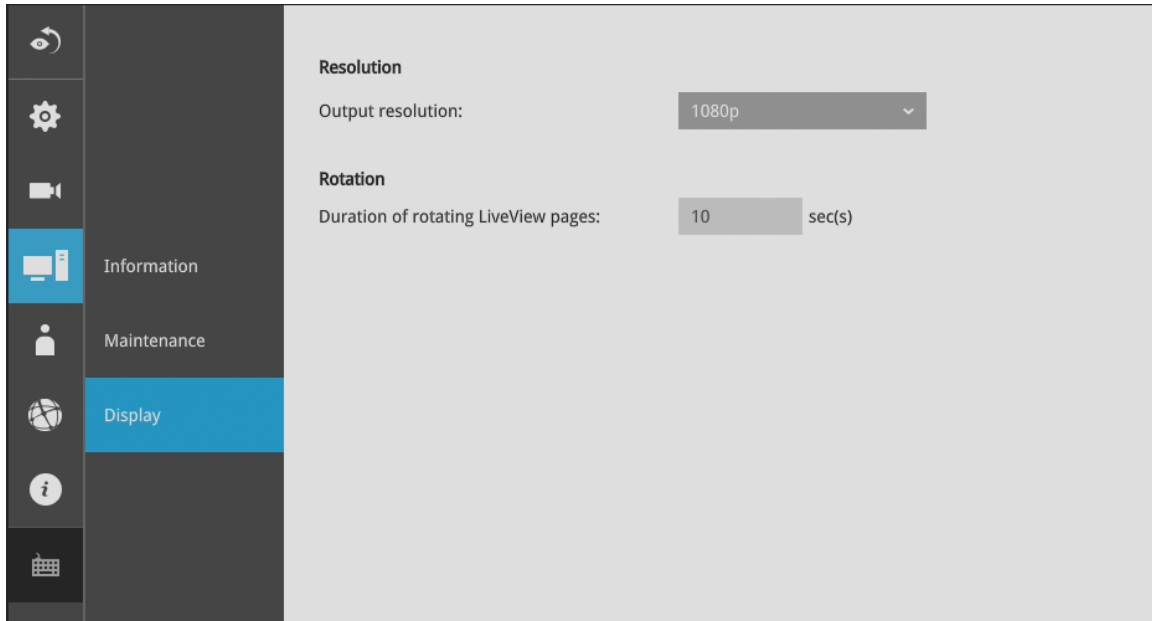 Resolution
Output resolution: 1080p
Rotation
Duration of rotating LiveView pages: 10 sec(s)
Information
Maintenance
Display
i